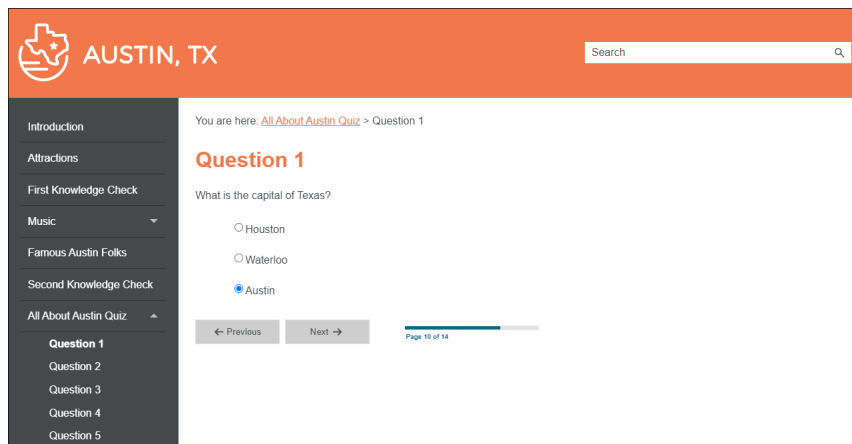 AUSTIN, TX
Search
Introduction
Attractions
First Knowledge Check
Music
Famous Austin Folks
Second Knowledge Check
All About Austin Quiz
Question 1
Question 2
Question 3
Question 4
Question 5
You are here: All About Austin Quiz > Question 1
Question 1
What is the capital of Texas?
Houston
Waterloo
Austin
← Previous
Next →
Page 10 of 14